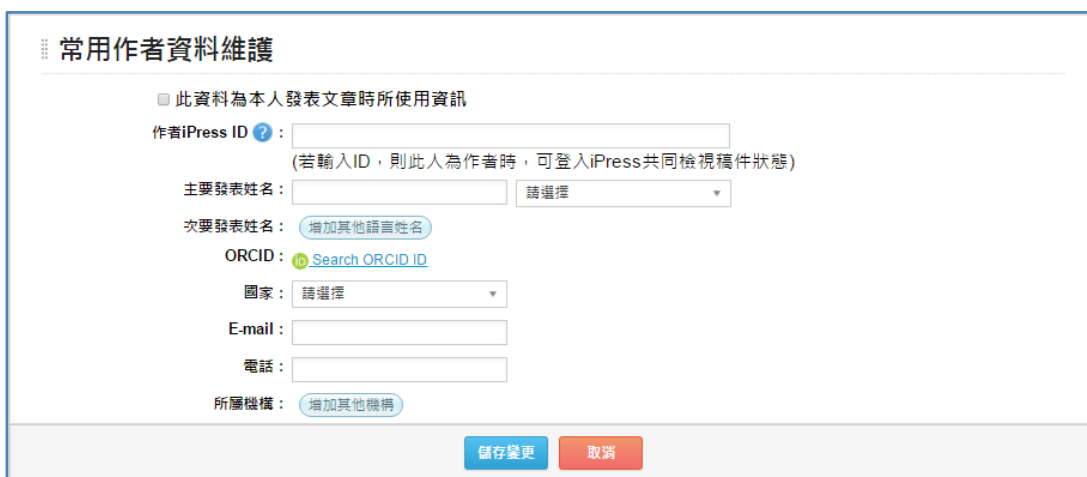 常用作者資料維護
此資料為本人發表文章時所使用資訊
作者iPress ID ? :
(若輸入ID,則此人為作者時,可登入iPress共同檢視稿件狀態)
主要發表姓名: 請選擇
次要發表姓名: 增加其他語言姓名
ORCID: iD Search ORCID ID
國家: 請選擇
E-mail:
電話:
所屬機構: 增加其他機構
儲存變更 取消